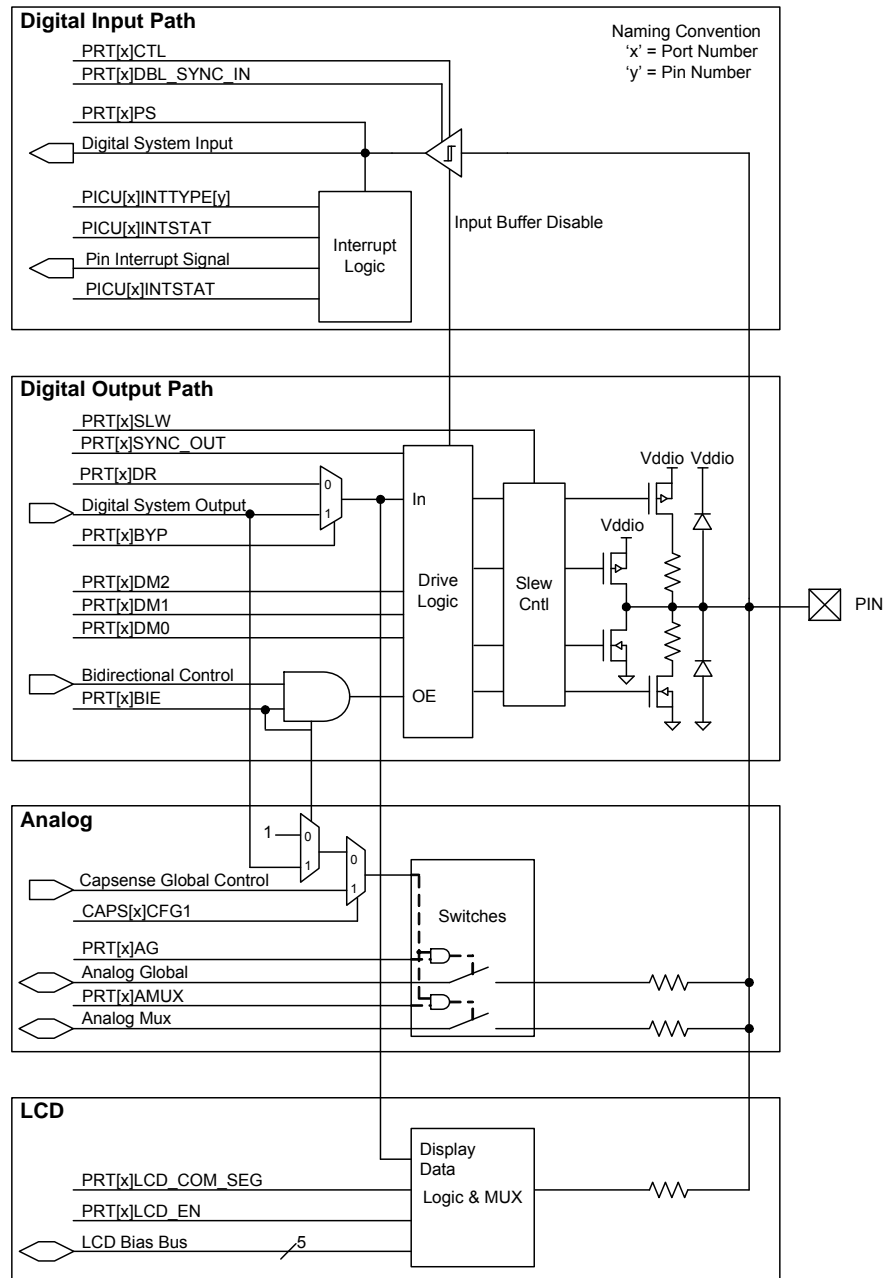 Digital Input Path
Naming Convention
'x' = Port Number
'y' = Pin Number
PRT[x]CTL
PRT[x]DBL_SYNC_IN
PRT[x]PS
Digital System Input
PICU[x]INTTYPE[y]
PICU[x]INTSTAT
Pin Interrupt Signal
PICU[x]INTSTAT
Interrupt
Logic
Input Buffer Disable
Digital Output Path
PRT[x]SLW
PRT[x]SYNC_OUT
PRT[x]DR
Digital System Output
PRT[x]BYP
0
1
PRT[x]DM2
PRT[x]DM1
PRT[x]DM0
Bidirectional Control
PRT[x]BIE
In
Drive
Logic
OE
Slew
Cntl
Vddio Vddio
Vddio
PIN
Analog
1
0
1
0
1
Capsense Global Control
CAPS[x]CFG1
Switches
PRT[x]AG
Analog Global
PRT[x]AMUX
Analog Mux
LCD
Display
Data
Logic & MUX
PRT[x]LCD_COM_SEG
PRT[x]LCD_EN
LCD Bias Bus
5